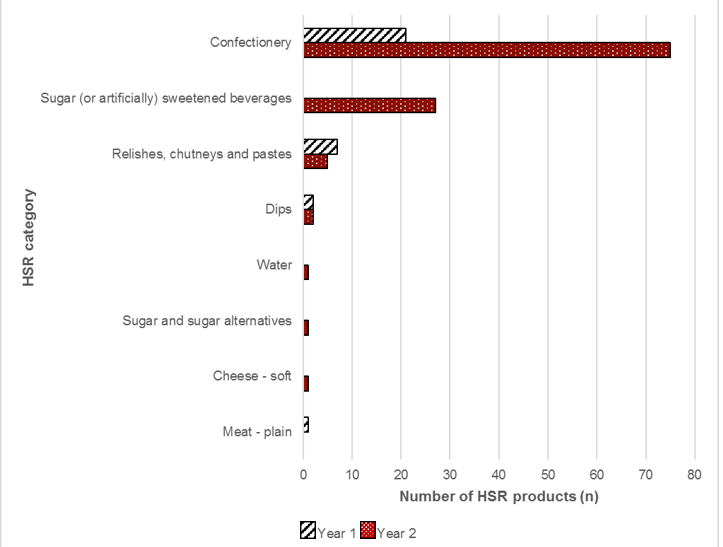 HSR category
Confectionery
Sugar (or artificially) sweetened beverages
Relishes, chutneys and pastes
Dips
Water
Sugar and sugar alternatives
Cheese - soft
Meat - plain
0 10 20 30 40 50 60 70 80
Number of HSR products (n)
Year 1 Year 2